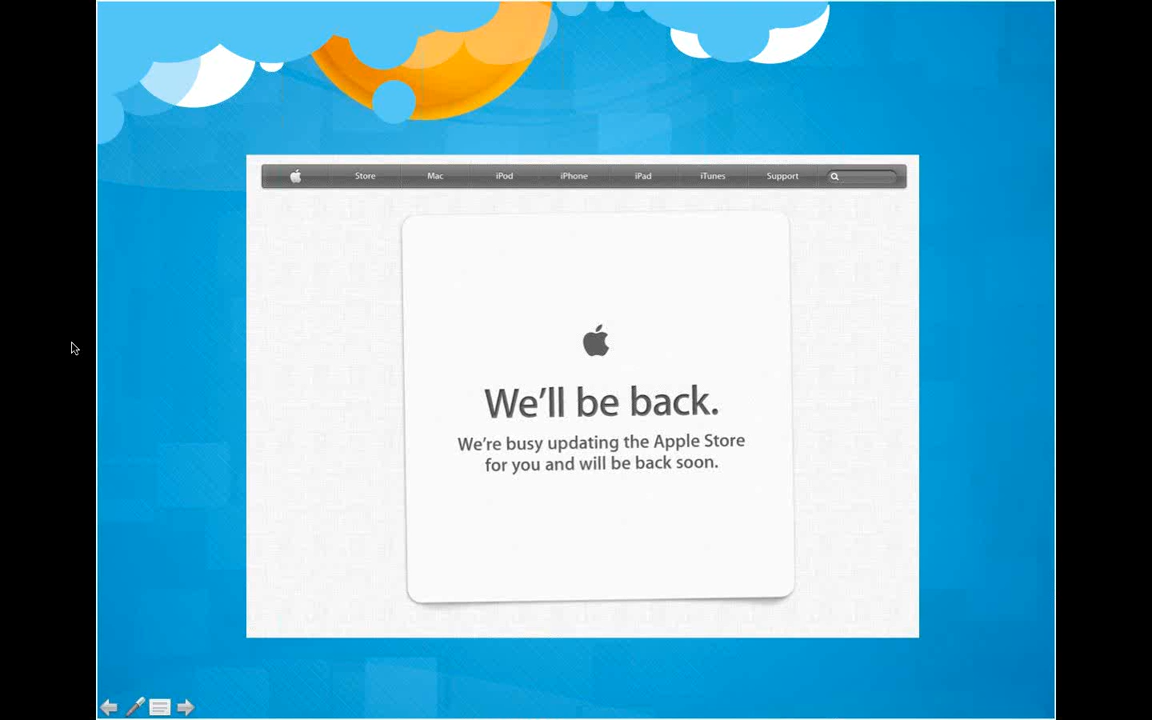 Store Mac iPod iPhone iPad iTunes Support
We'll be back.
We're busy updating the Apple Store
for you and will be back soon.